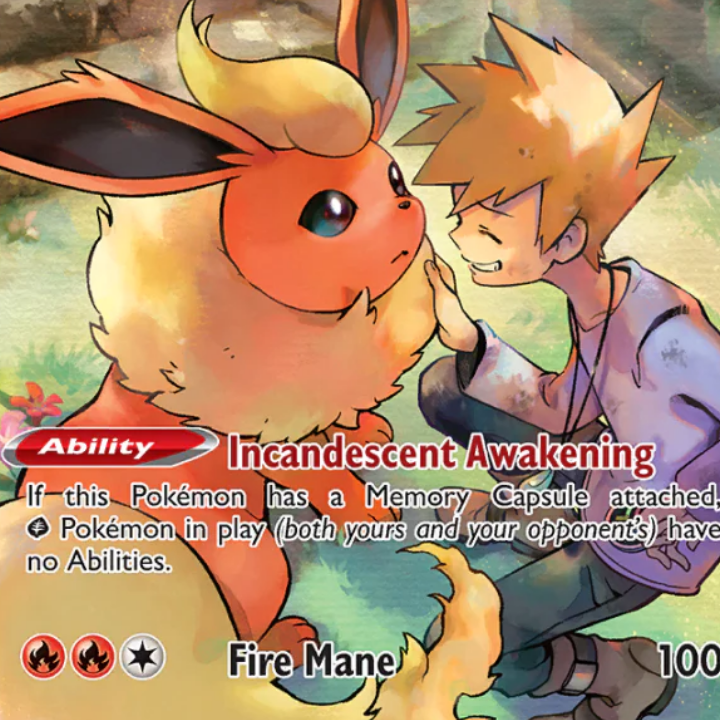 Ability Incandescent Awakening
If this Pokémon has a Memory Capsule attached,
Pokémon in play (both yours and your opponent's) have
no Abilities.
Fire Mane 100